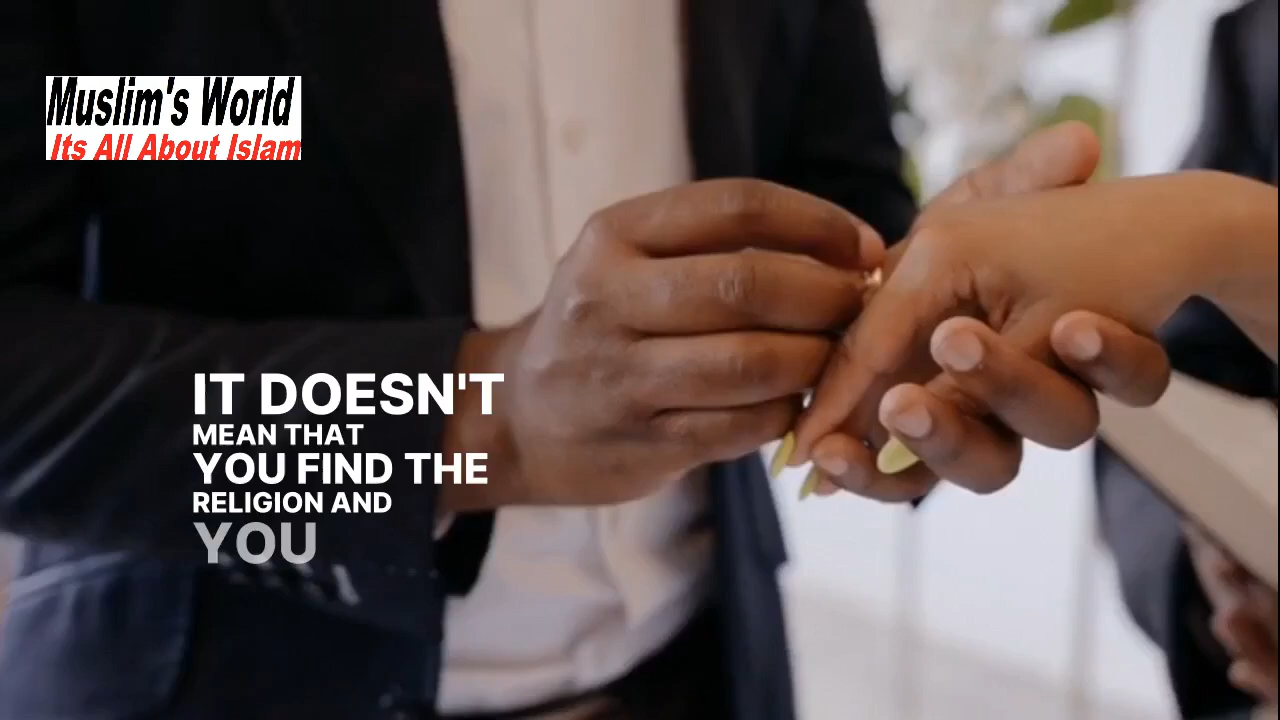 Muslim's World
Its All About Islam
IT DOESN'T
MEAN THAT
YOU FIND THE
RELIGION AND
YOU